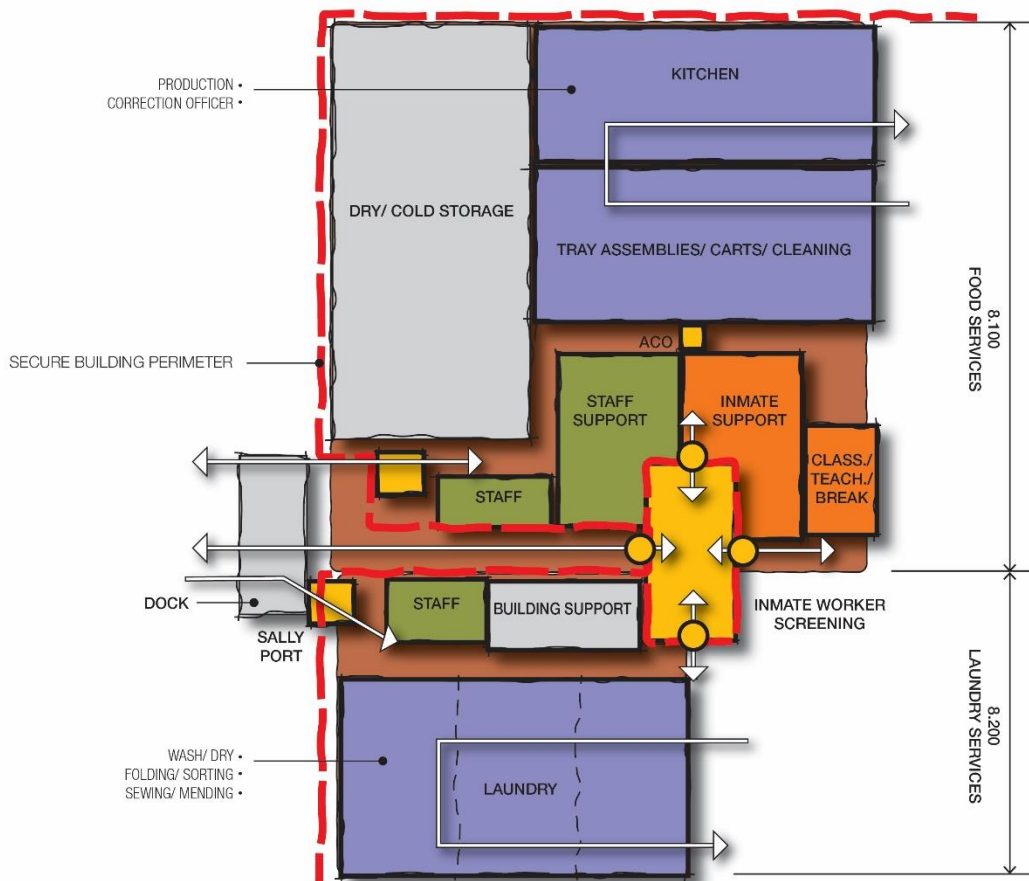 KITCHEN
PRODUCTION •
CORRECTION OFFICER •
DRY/ COLD STORAGE
TRAY ASSEMBLIES/ CARTS/ CLEANING
8.100
FOOD SERVICES
ACO
SECURE BUILDING PERIMETER
STAFF
SUPPORT
INMATE
SUPPORT
CLASS./
TEACH./
BREAK
STAFF
DOCK
SALLY
PORT
STAFF
BUILDING SUPPORT
INMATE WORKER
SCREENING
8.200
LAUNDRY SERVICES
WASH/ DRY •
FOLDING/ SORTING •
SEWING/ MENDING •
LAUNDRY